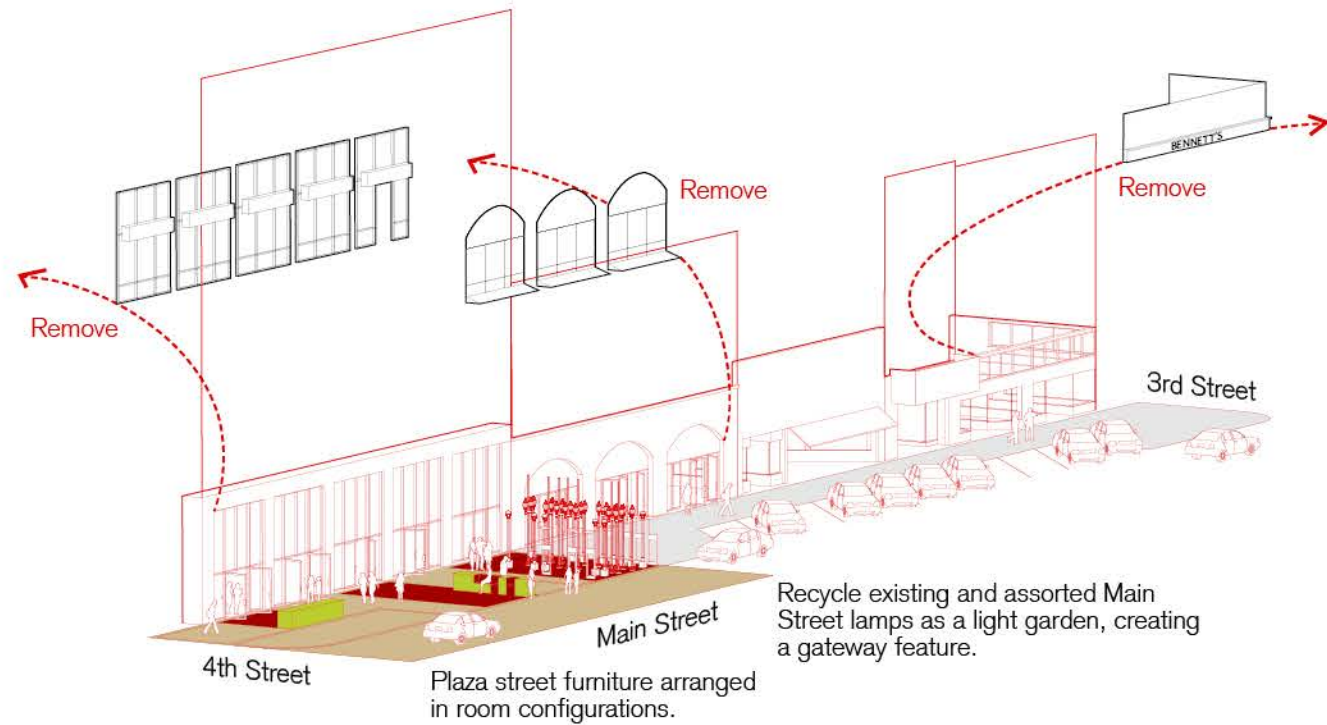 BENNETT'S
Remove
Remove
Remove
3rd Street
Main Street
4th Street
Recycle existing and assorted Main
Street lamps as a light garden, creating
a gateway feature.
Plaza street furniture arranged
in room configurations.